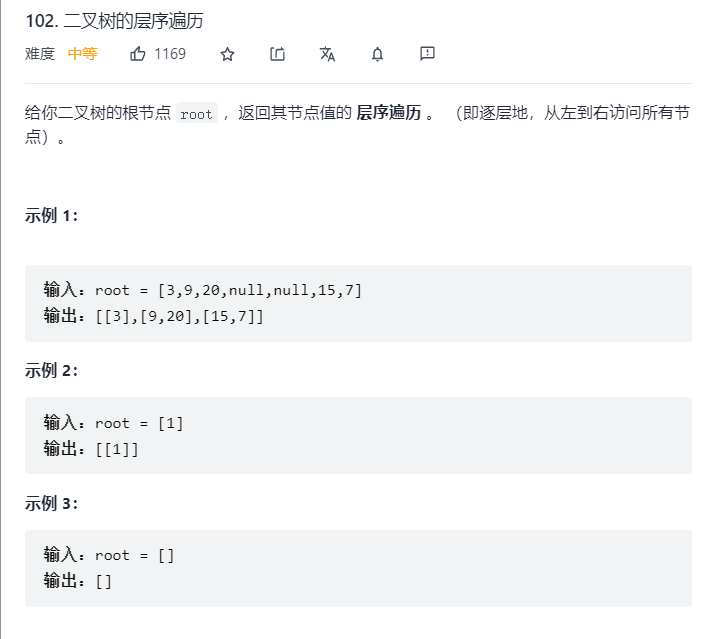 102. 二叉树的层序遍历
难度 中等 1169
给你二叉树的根节点 root ，返回其节点值的 层序遍历 。 （即逐层地，从左到右访问所有节
点）。
示例 1：
输入：root = [3,9,20,null,null,15,7]
输出：[[3],[9,20],[15,7]]
示例 2：
输入：root = [1]
输出：[[1]]
示例 3：
输入：root = []
输出：[]